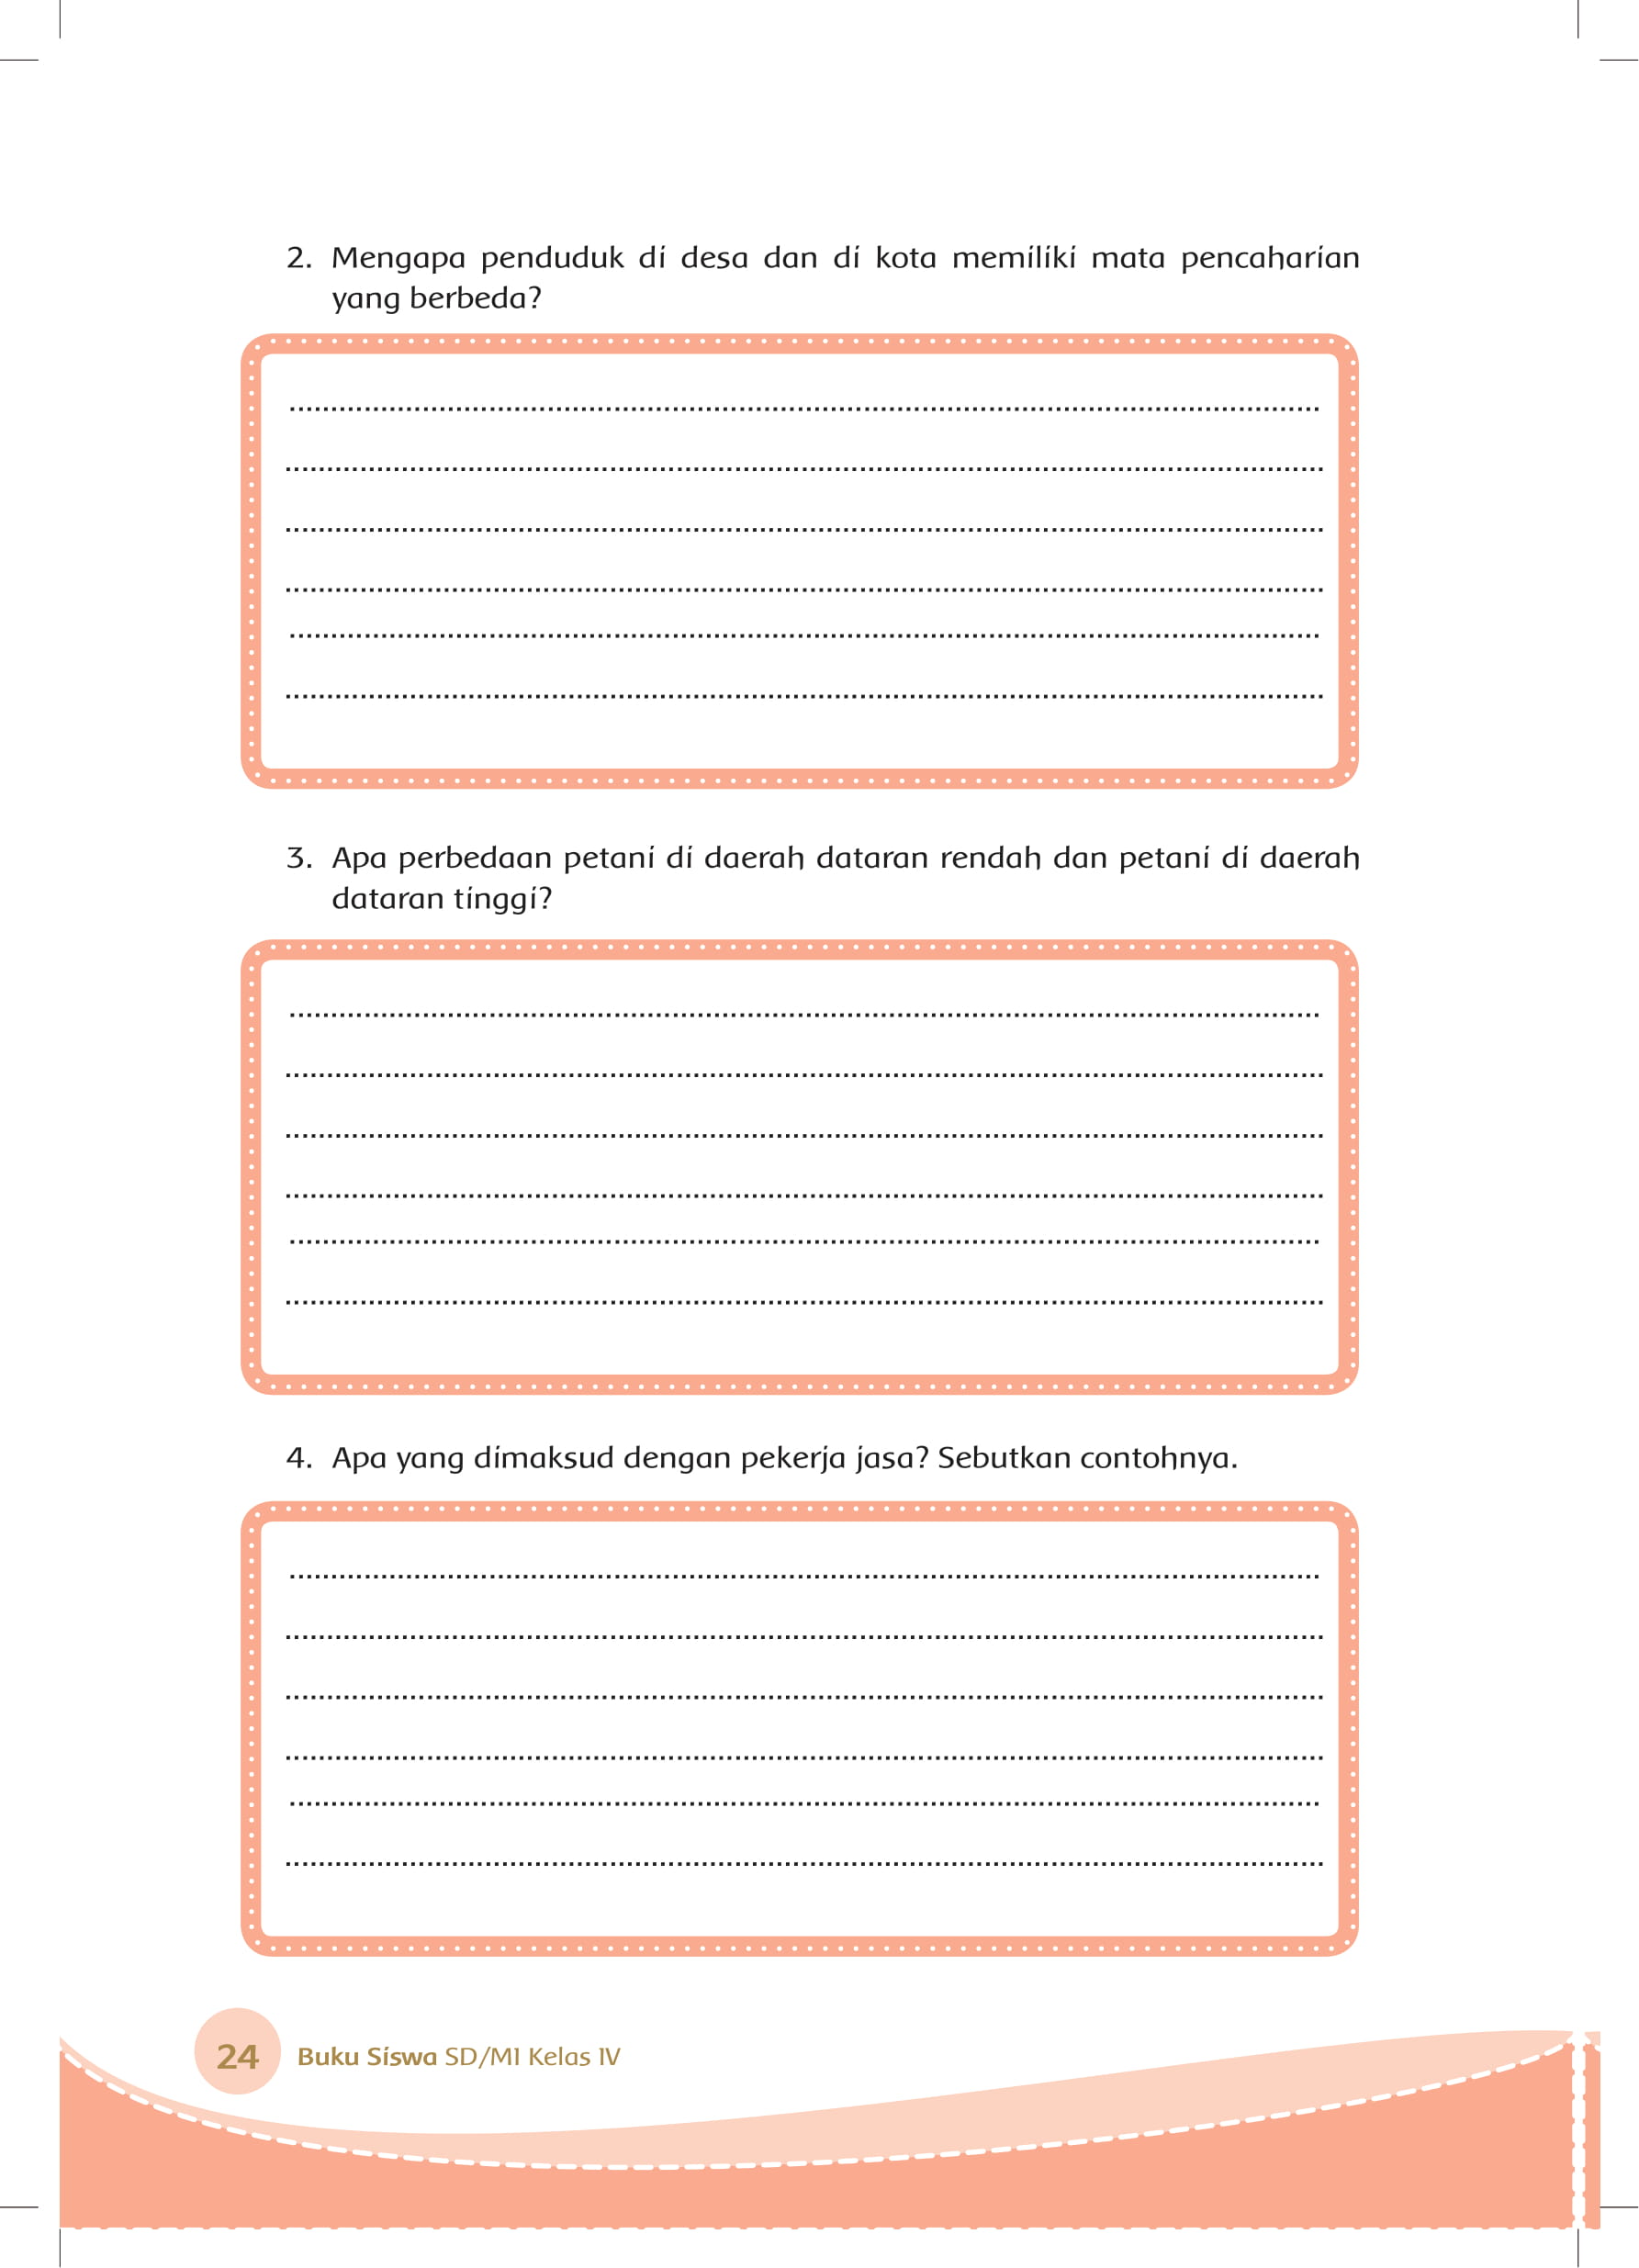 2. Mengapa penduduk di desa dan di kota memiliki mata pencaharian
yang berbeda?
3. Apa perbedaan petani di daerah dataran rendah dan petani di daerah
dataran tinggi?
4. Apa yang dimaksud dengan pekerja jasa? Sebutkan contohnya.
24 Buku Siswa SD/MI Kelas IV